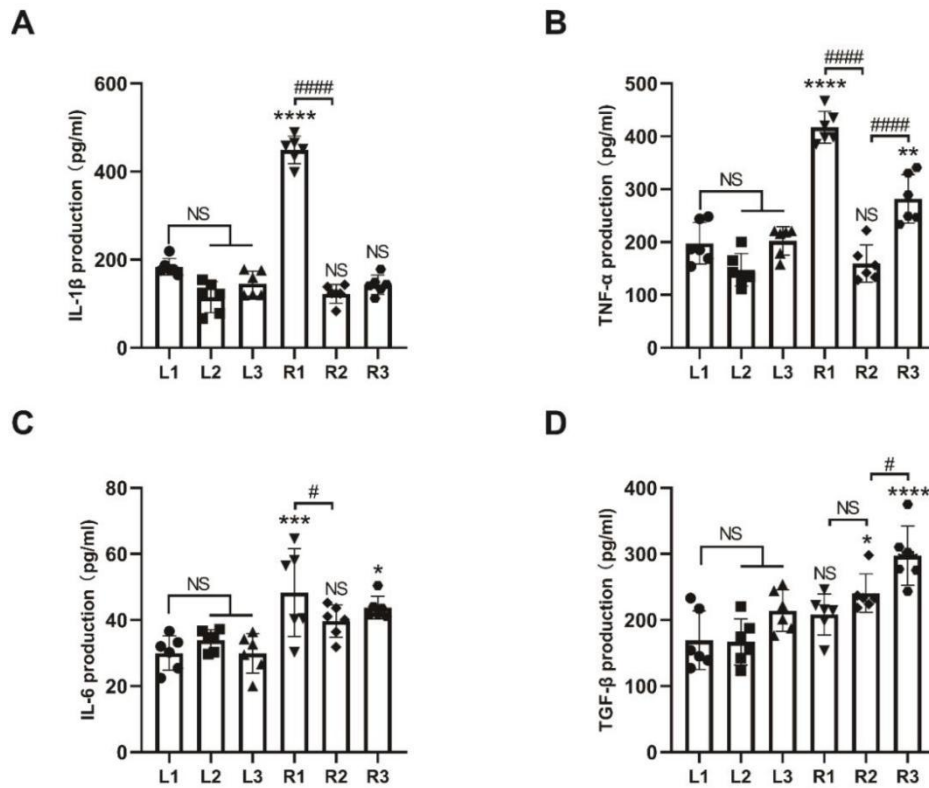 A
IL-1β production (pg/ml)
600
400
200
0
NS
****
####
NS
NS
L1 L2 L3 R1 R2 R3
B
TNF-α production (pg/ml)
500
400
300
200
100
0
NS
****
####
NS
####
**
L1 L2 L3 R1 R2 R3
C
IL-6 production (pg/ml)
80
60
40
20
0
NS
***
#
NS
*
L1 L2 L3 R1 R2 R3
D
TGF-β production (pg/ml)
400
300
200
100
0
NS
NS
NS
*
#
****
L1 L2 L3 R1 R2 R3